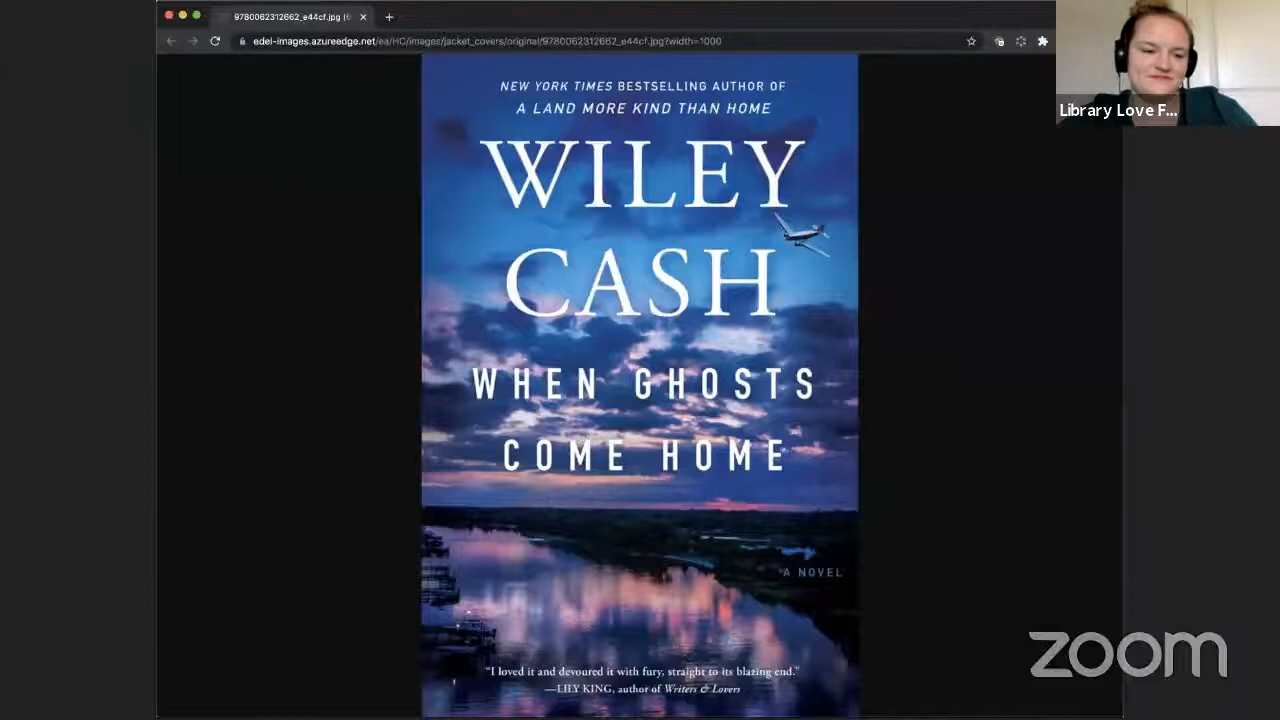 9780062312662_e44cf.jpg (
edel-images.azureedge.net/ea/HC/images/jacket_covers/original/9780062312662_e44cf.jpg?width=1000
Library Love F...
NEW YORK TIMES BESTSELLING AUTHOR OF
A LAND MORE KIND THAN HOME
WILEY
CASH
WHEN GHOSTS
COME HOME
A NOVEL
"I loved it and devoured it with fury, straight to its blazing end."
—LILY KING, author of Writers & Lovers
zoom